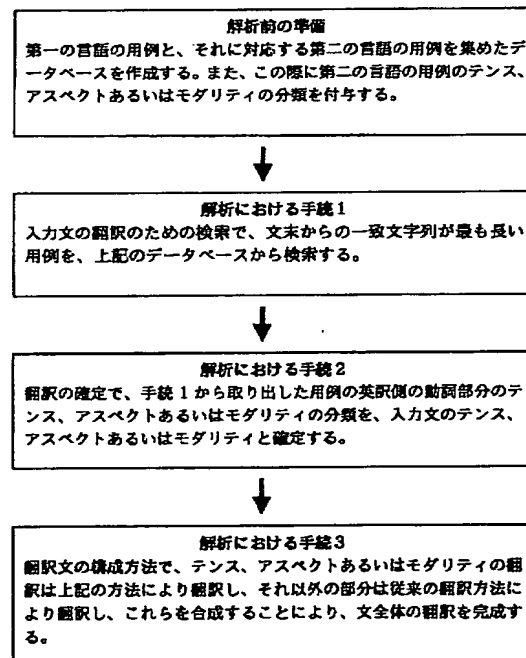 解析前の準備
第一の言語の用例と、それに対応する第二の言語の用例を集めたデ
ータベースを作成する。また、この際に第二の言語の用例のテンス、
アスペクトあるいはモダリティの分類を付与する。
解析における手続1
入力文の翻訳のための検索で、文末からの一致文字列が最も長い
用例を、上記のデータベースから検索する。
解析における手続2
翻訳の確定で、手続1から取り出した用例の英訳側の動詞部分のテ
ンス、アスペクトあるいはモダリティの分類を、入力文のテンス、
アスペクトあるいはモダリティと確定する。
解析における手続3
翻訳文の構成方法で、テンス、アスペクトあるいはモダリティの翻
訳は上記の方法により翻訳し、それ以外の部分は従来の翻訳方法に
より翻訳し、これらを合成することにより、文全体の翻訳を完成す
る。